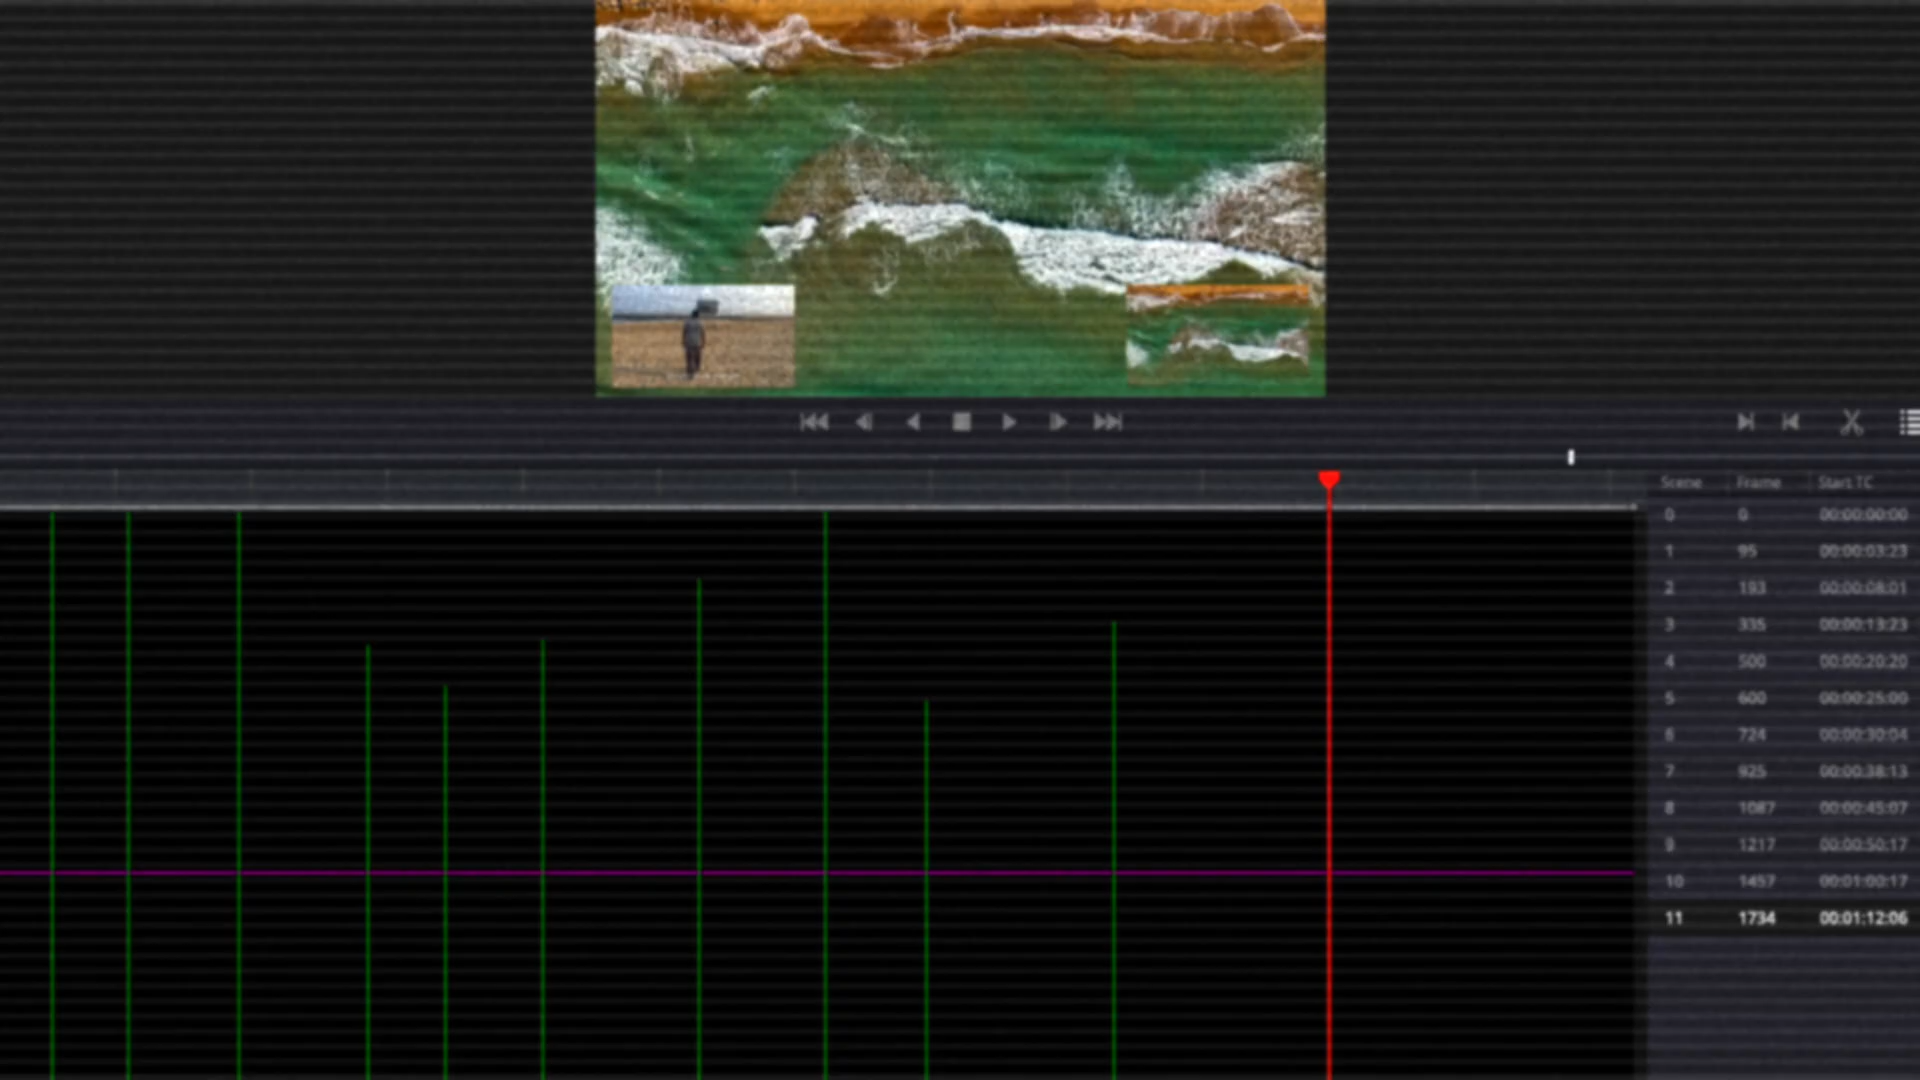 Scene Frame Start TC
0 0 00:00:00:00
1 95 00:00:03:23
2 193 00:00:08:01
3 335 00:00:13:23
4 500 00:00:20:20
5 600 00:00:25:00
6 724 00:00:30:04
7 925 00:00:38:13
8 1087 00:00:45:07
9 1217 00:00:50:17
10 1457 00:01:00:17
11 1734 00:01:12:06